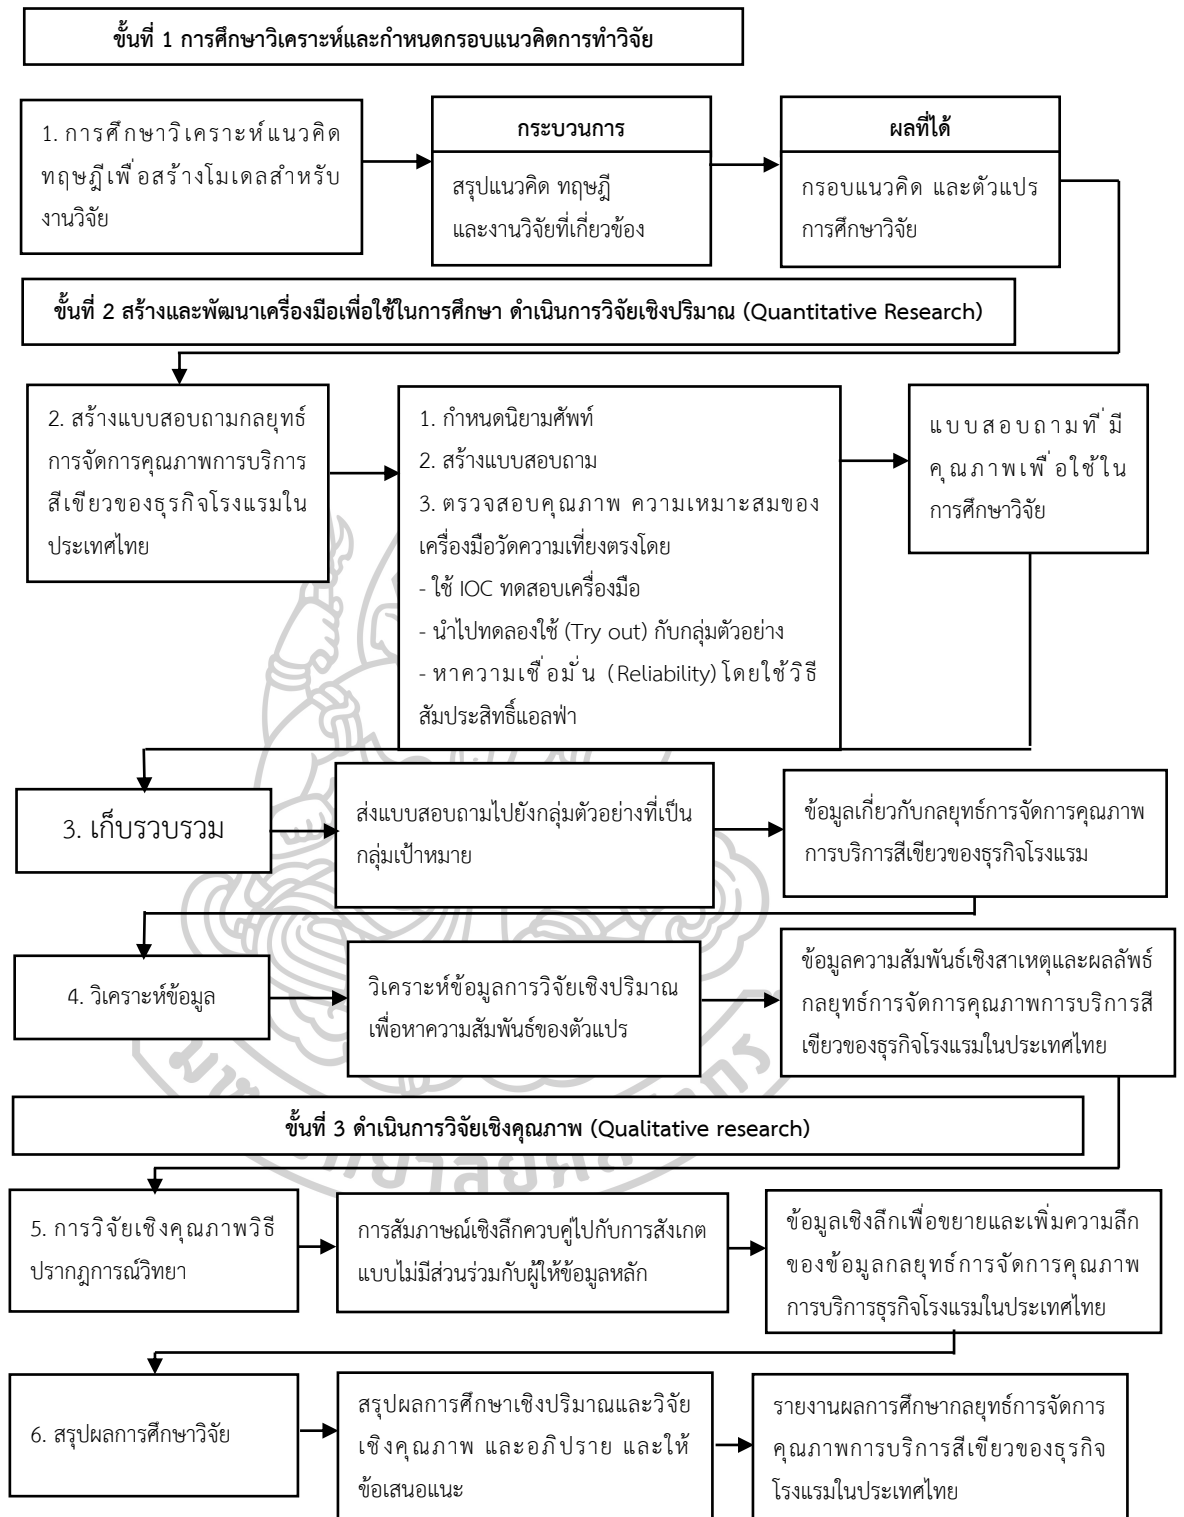 ขั้นที่ 1 การศึกษาวิเคราะห์และกำหนดกรอบแนวคิดการทำวิจัย
1. การศึกษาวิเคราะห์แนวคิด
ทฤษฎีเพื่อสร้างโมเดลสำหรับ
งานวิจัย
กระบวนการ
สรุปแนวคิด ทฤษฎี
และงานวิจัยที่เกี่ยวข้อง
ผลที่ได้
กรอบแนวคิด และตัวแปร
การศึกษาวิจัย
ขั้นที่ 2 สร้างและพัฒนาเครื่องมือเพื่อใช้ในการศึกษา ดำเนินการวิจัยเชิงปริมาณ (Quantitative Research)
2. สร้างแบบสอบถามกลยุทธ์
การจัดการคุณภาพการบริการ
สีเขียวของธุรกิจโรงแรมใน
ประเทศไทย
1. กำหนดนิยามศัพท์
2. สร้างแบบสอบถาม
3. ตรวจสอบคุณภาพ ความเหมาะสมของ
เครื่องมือวัดความเที่ยงตรงโดย
- ใช้ IOC ทดสอบเครื่องมือ
- นำไปทดลองใช้ (Try out) กับกลุ่มตัวอย่าง
- หาความเชื่อมั่น (Reliability) โดยใช้วิธี
สัมประสิทธิ์แอลฟ่า
แบบสอบถามที่มี
คุณภาพเพื่อใช้ใน
การศึกษาวิจัย
3. เก็บรวบรวม
ส่งแบบสอบถามไปยังกลุ่มตัวอย่างที่เป็น
กลุ่มเป้าหมาย
ข้อมูลเกี่ยวกับกลยุทธ์การจัดการคุณภาพ
การบริการสีเขียวของธุรกิจโรงแรม
4. วิเคราะห์ข้อมูล
วิเคราะห์ข้อมูลการวิจัยเชิงปริมาณ
เพื่อหาความสัมพันธ์ของตัวแปร
ข้อมูลความสัมพันธ์เชิงสาเหตุและผลลัพธ์
กลยุทธ์การจัดการคุณภาพการบริการสี
เขียวของธุรกิจโรงแรมในประเทศไทย
ขั้นที่ 3 ดำเนินการวิจัยเชิงคุณภาพ (Qualitative research)
5. การวิจัยเชิงคุณภาพวิธี
ปรากฏการณ์วิทยา
การสัมภาษณ์เชิงลึกควบคู่ไปกับการสังเกต
แบบไม่มีส่วนร่วมกับผู้ให้ข้อมูลหลัก
ข้อมูลเชิงลึกเพื่อขยายและเพิ่มความลึก
ของข้อมูลกลยุทธ์การจัดการคุณภาพ
การบริการธุรกิจโรงแรมในประเทศไทย
6. สรุปผลการศึกษาวิจัย
สรุปผลการศึกษาเชิงปริมาณและวิจัย
เชิงคุณภาพ และอภิปราย และให้
ข้อเสนอแนะ
รายงานผลการศึกษากลยุทธ์การจัดการ
คุณภาพการบริการสีเขียวของธุรกิจ
โรงแรมในประเทศไทย